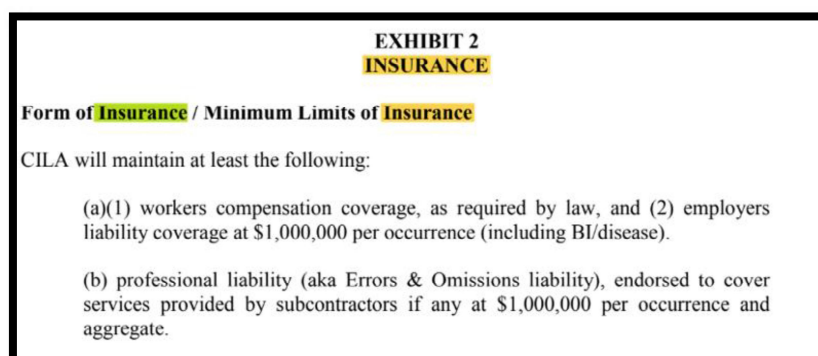 EXHIBIT 2
INSURANCE
Form of Insurance / Minimum Limits of Insurance
CILA will maintain at least the following:
(a)(1) workers compensation coverage, as required by law, and (2) employers
liability coverage at $1,000,000 per occurrence (including BI/disease).
(b) professional liability (aka Errors & Omissions liability), endorsed to cover
services provided by subcontractors if any at $1,000,000 per occurrence and
aggregate.